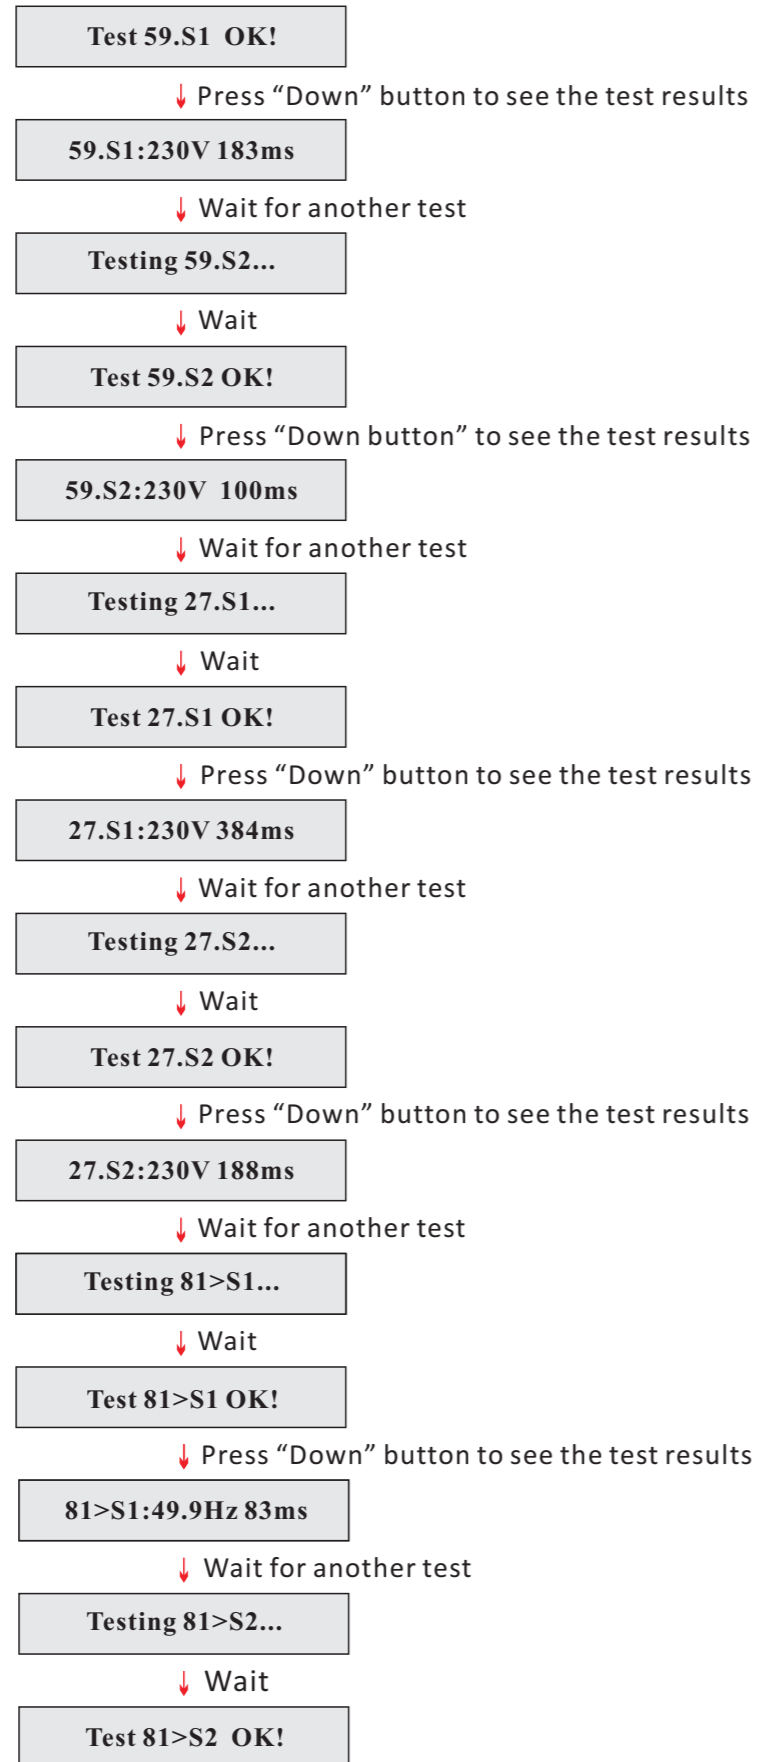 Test 59.S1 OK!
Press “Down” button to see the test results
59.S1:230V 183ms
Wait for another test
Testing 59.S2...
Wait
Test 59.S2 OK!
Press “Down button” to see the test results
59.S2:230V 100ms
Wait for another test
Testing 27.S1...
Wait
Test 27.S1 OK!
Press “Down” button to see the test results
27.S1:230V 384ms
Wait for another test
Testing 27.S2...
Wait
Test 27.S2 OK!
Press “Down” button to see the test results
27.S2:230V 188ms
Wait for another test
Testing 81>S1...
Wait
Test 81>S1 OK!
Press “Down” button to see the test results
81>S1:49.9Hz 83ms
Wait for another test
Testing 81>S2...
Wait
Test 81>S2 OK!